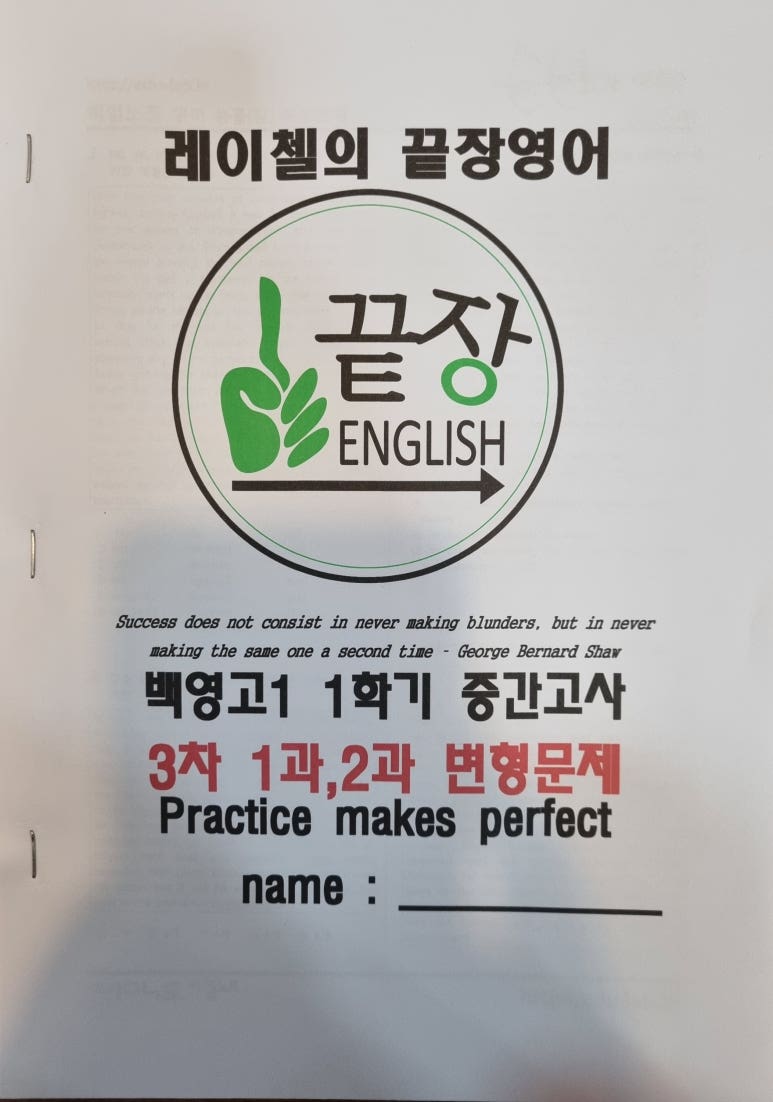 레이첼의 끝장영어
끝장
ENGLISH
Success does not consist in never making blunders, but in never
making the same one a second time - George Bernard Shaw
백영고1 1학기 중간고사
3차 1과,2과 변형문제
Practice makes perfect
name :